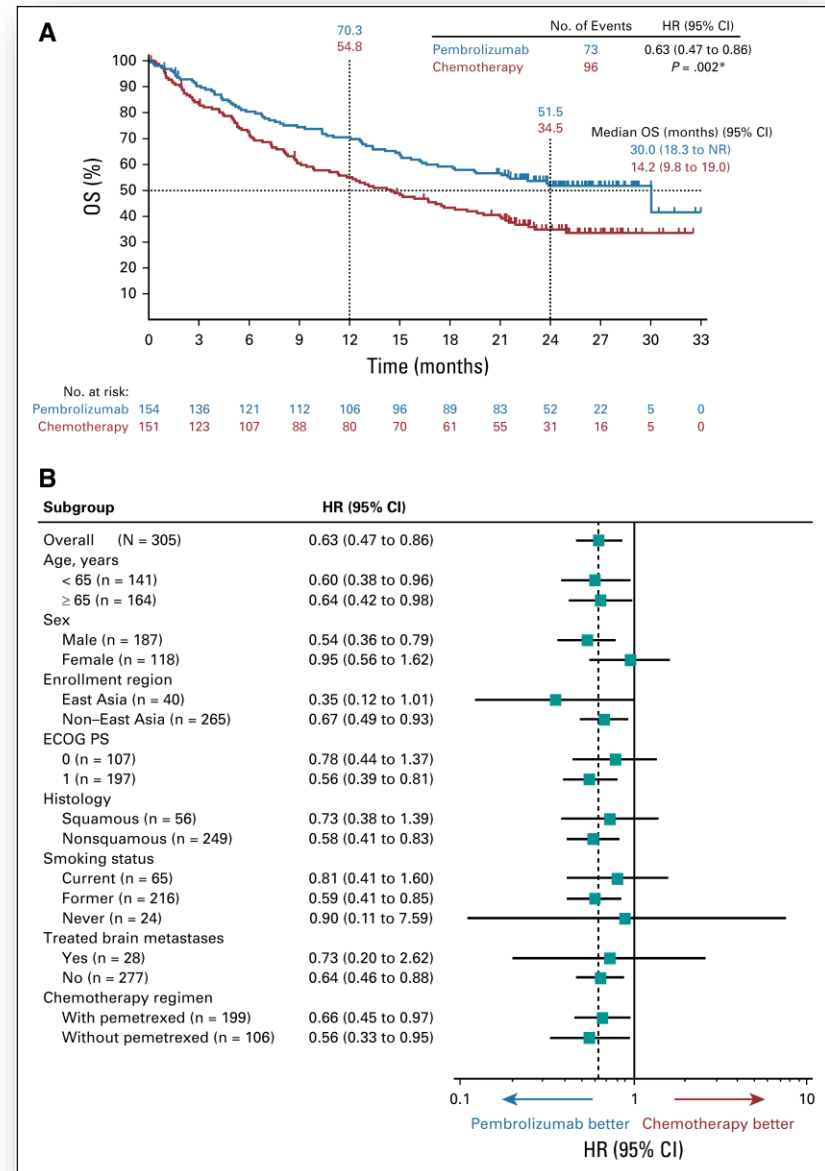 A
70.3
54.8
No. of Events HR (95% CI)
Pembrolizumab 73 0.63 (0.47 to 0.86)
Chemotherapy 96 P = .002*
51.5
34.5
Median OS (months) (95% CI)
30.0 (18.3 to NR)
14.2 (9.8 to 19.0)
OS (%)
100
90
80
70
60
50
40
30
20
10
0 3 6 9 12 15 18 21 24 27 30 33
Time (months)
No. at risk:
Pembrolizumab 154 136 121 112 106 96 89 83 52 22 5 0
Chemotherapy 151 123 107 88 80 70 61 55 31 16 5 0
B
Subgroup HR (95% CI)
Overall (N = 305) 0.63 (0.47 to 0.86)
Age, years
< 65 (n = 141) 0.60 (0.38 to 0.96)
≥ 65 (n = 164) 0.64 (0.42 to 0.98)
Sex
Male (n = 187) 0.54 (0.36 to 0.79)
Female (n = 118) 0.95 (0.56 to 1.62)
Enrollment region
East Asia (n = 40) 0.35 (0.12 to 1.01)
Non–East Asia (n = 265) 0.67 (0.49 to 0.93)
ECOG PS
0 (n = 107) 0.78 (0.44 to 1.37)
1 (n = 197) 0.56 (0.39 to 0.81)
Histology
Squamous (n = 56) 0.73 (0.38 to 1.39)
Nonsquamous (n = 249) 0.58 (0.41 to 0.83)
Smoking status
Current (n = 65) 0.81 (0.41 to 1.60)
Former (n = 216) 0.59 (0.41 to 0.85)
Never (n = 24) 0.90 (0.11 to 7.59)
Treated brain metastases
Yes (n = 28) 0.73 (0.20 to 2.62)
No (n = 277) 0.64 (0.46 to 0.88)
Chemotherapy regimen
With pemetrexed (n = 199) 0.66 (0.45 to 0.97)
Without pemetrexed (n = 106) 0.56 (0.33 to 0.95)
0.1 1 10
Pembrolizumab better Chemotherapy better
HR (95% CI)